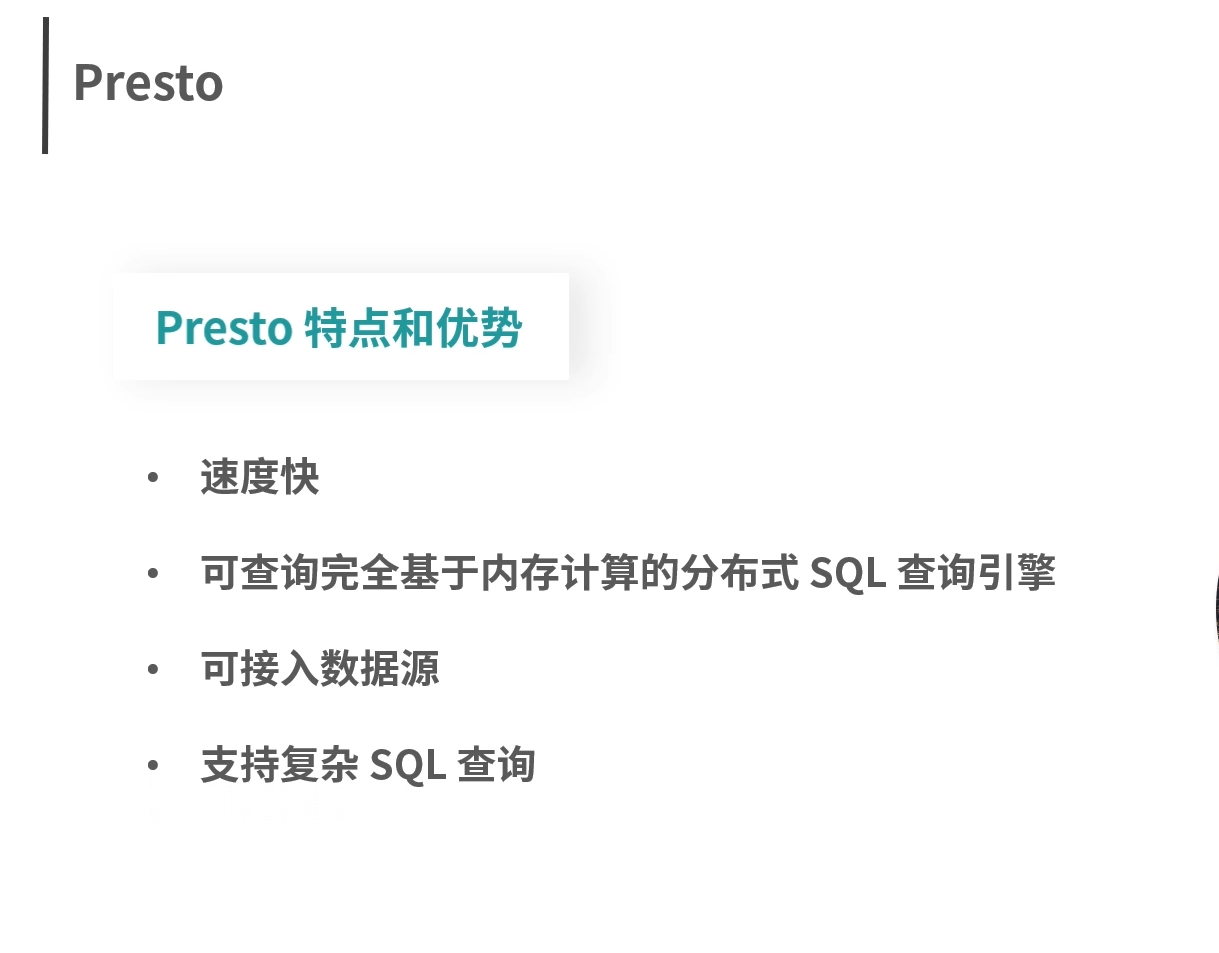 Presto
Presto 特点和优势
• 速度快
• 可查询完全基于内存计算的分布式 SQL 查询引擎
• 可接入数据源
• 支持复杂 SQL 查询